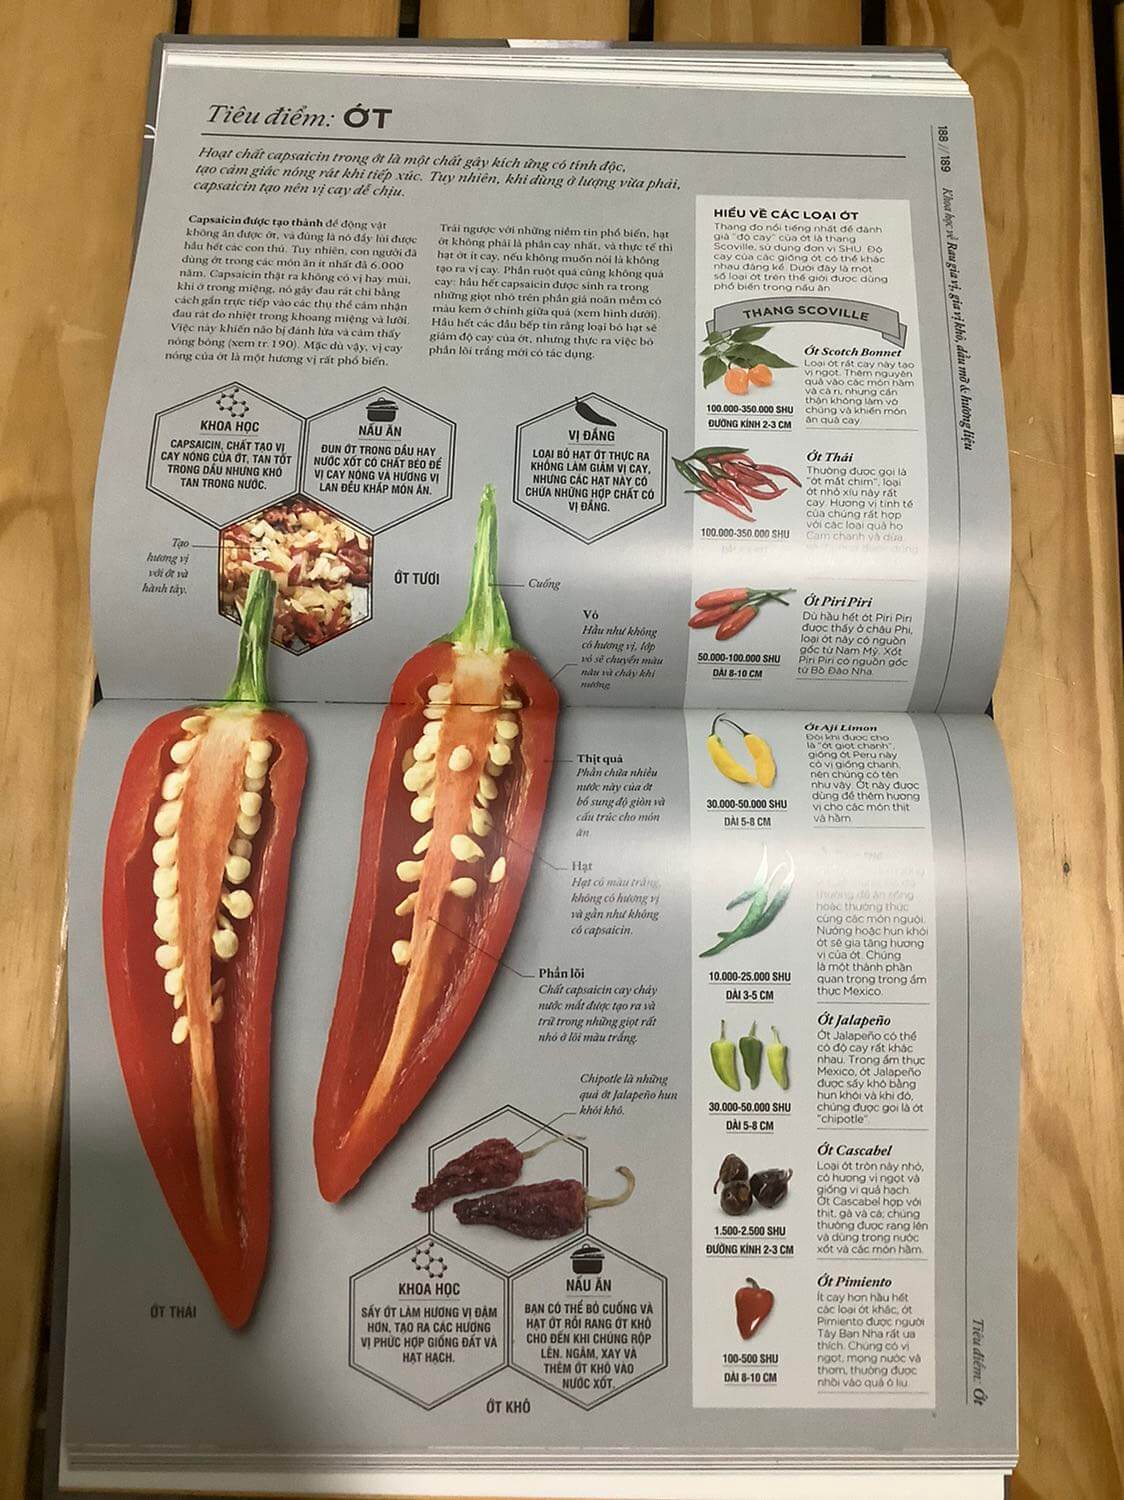 Tiêu điểm: ỚT
Hoạt chất capsaicin trong ớt là một chất gây kích ứng có tính độc,
tạo cảm giác nóng rát khi tiếp xúc. Tuy nhiên, khi dùng ở lượng vừa phải,
capsaicin tạo nên vị cay dễ chịu.
Capsaicin được tạo thành để động vật
không ăn được ớt, và đúng là nó đẩy lùi được
hầu hết các con thú. Tuy nhiên, con người đã
dùng ớt trong các món ăn ít nhất đã 6.000
năm. Capsaicin thật ra không có vị hay mùi,
khi ở trong miệng, nó gây đau rát chỉ bằng
cách gắn trực tiếp vào các thụ thể cảm nhận
đau rát do nhiệt trong khoang miệng và lưỡi.
Việc này khiến não bị đánh lừa và cảm thấy
nóng bỏng (xem tr. 190). Mặc dù vậy, vị cay
nóng của ớt là một hương vị rất phổ biến.
Trái ngược với những niềm tin phổ biến, hạt
ớt không phải là phần cay nhất, và thực tế thì
hạt ớt ít cay, nếu không muốn nói là không
tạo ra vị cay. Phần ruột quả cũng không quá
cay: hầu hết capsaicin được sinh ra trong
những giọt nhỏ trên phần giá noãn mềm có
màu kem ở chính giữa quả (xem hình dưới).
Hầu hết các đầu bếp tin rằng loại bỏ hạt sẽ
giảm độ cay của ớt, nhưng thực ra việc bỏ
phần lõi trắng mới có tác dụng.
KHOA HỌC
CAPSAICIN, CHẤT TẠO VỊ
CAY NÓNG CỦA ỚT, TAN TỐT
TRONG DẦU NHƯNG KHÓ
TAN TRONG NƯỚC.
NẤU ĂN
ĐUN ỚT TRONG DẦU HAY
NƯỚC XỐT CÓ CHẤT BÉO ĐỂ
VỊ CAY NÓNG VÀ HƯƠNG VỊ
LAN ĐỀU KHẮP MÓN ĂN.
VỊ ĐẮNG
LOẠI BỎ HẠT ỚT THỰC RA
KHÔNG LÀM GIẢM VỊ CAY,
NHƯNG CÁC HẠT NÀY CÓ
CHỨA NHỮNG HỢP CHẤT CÓ
VỊ ĐẮNG.
Tạo
hương vị
với ớt và
hành tây.
ỚT TƯƠI
Cuống
Vỏ
Hầu như không
có hương vị, lớp
vỏ sẽ chuyển màu
nâu và cháy khi
nướng
Thịt quả
Phần chứa nhiều
nước này của ớt
bổ sung độ giòn và
cấu trúc cho món
ăn
Hạt
Hạt có màu trắng,
không có hương vị
và gần như không
có capsaicin.
Phần lõi
Chất capsaicin cay chảy
nước mắt được tạo ra và
trữ trong những giọt rất
nhỏ ở lõi màu trắng.
Chipotle là những
quả ớt Jalapeño hun
khói khô.
ỚT THÁI
KHOA HỌC
SẤY ỚT LÀM HƯƠNG VỊ ĐẬM
HƠN, TẠO RA CÁC HƯƠNG
VỊ PHỨC HỢP GIỐNG ĐẤT VÀ
HẠT HẠCH.
NẤU ĂN
BẠN CÓ THỂ BỎ CUỐNG VÀ
HẠT ỚT RỒI RANG ỚT KHÔ
CHO ĐẾN KHI CHÚNG RỘP
LÊN. NGÂM, XAY VÀ
THÊM ỚT KHÔ VÀO
NƯỚC XỐT.
ỚT KHÔ
HIỂU VỀ CÁC LOẠI ỚT
Thang đo nổi tiếng nhất để đánh
giá "độ cay" của ớt là thang
Scoville, sử dụng đơn vị SHU. Độ
cay của các giống ớt có thể khác
nhau đáng kể. Dưới đây là một
số loại ớt trên thế giới được dùng
phổ biến trong nấu ăn
THANG SCOVILLE
Ớt Scotch Bonnet
Loại ớt rất cay này tạo
vị ngọt. Thêm nguyên
quả vào các món hầm
và cà ri, nhưng cẩn
thận không làm vỡ
chúng và khiến món
ăn quá cay
100.000-350.000 SHU
ĐƯỜNG KÍNH 2-3 CM
Ớt Thái
Thường được gọi là
"ớt mắt chim", loại
ớt nhỏ xíu này rất
cay. Hương vị tinh tế
của chúng rất hợp
với các loại quả họ
Cam chanh và dừa,
100.000-350.000 SHU
Ớt Piri Piri
Dù hầu hết ớt Piri Piri
được thấy ở châu Phi,
loại ớt này có nguồn
gốc từ Nam Mỹ. Xốt
Piri Piri có nguồn gốc
từ Bồ Đào Nha.
50.000-100.000 SHU
DÀI 8-10 CM
Ớt Aji Limon
Đôi khi được cho
là "ớt giọt chanh",
giống ớt Peru này
có vị giống chanh,
nên chúng có tên
như vậy. Ớt này được
dùng để thêm hương
vị cho các món thịt
và hầm
30.000-50.000 SHU
DÀI 5-8 CM
thường để ăn sống
hoặc thưởng thức
cùng các món nguội.
Nướng hoặc hun khói
ớt sẽ gia tăng hương
vị của ớt. Chúng
là một thành phần
quan trọng trong ẩm
thực Mexico.
10.000-25.000 SHU
DÀI 3-5 CM
Ớt Jalapeño
Ớt Jalapeño có thể
có độ cay rất khác
nhau. Trong ẩm thực
Mexico, ớt Jalapeño
được sấy khô bằng
hun khói và khi đó,
chúng được gọi là ớt
"chipotle"
30.000-50.000 SHU
DÀI 5-8 CM
Ớt Cascabel
Loại ớt tròn này nhỏ,
có hương vị ngọt và
giống vị quả hạch
Ớt Cascabel hợp với
thịt, gà và cá; chúng
thường được rang lên
và dùng trong nước
xốt và các món hầm.
1.500-2.500 SHU
ĐƯỜNG KÍNH 2-3 CM
Ớt Pimiento
Ít cay hơn hầu hết
các loại ớt khác, ớt
Pimiento được người
Tây Ban Nha rất ưa
thích. Chúng có vị
ngọt, mọng nước và
thơm, thường được
nhồi vào quả ô liu.
100-500 SHU
DÀI 8-10 CM
188 // 189
Khoa học về Rau gia vị, gia vị khô, dầu mỡ & hương liệu
Tiêu điểm: Ớt